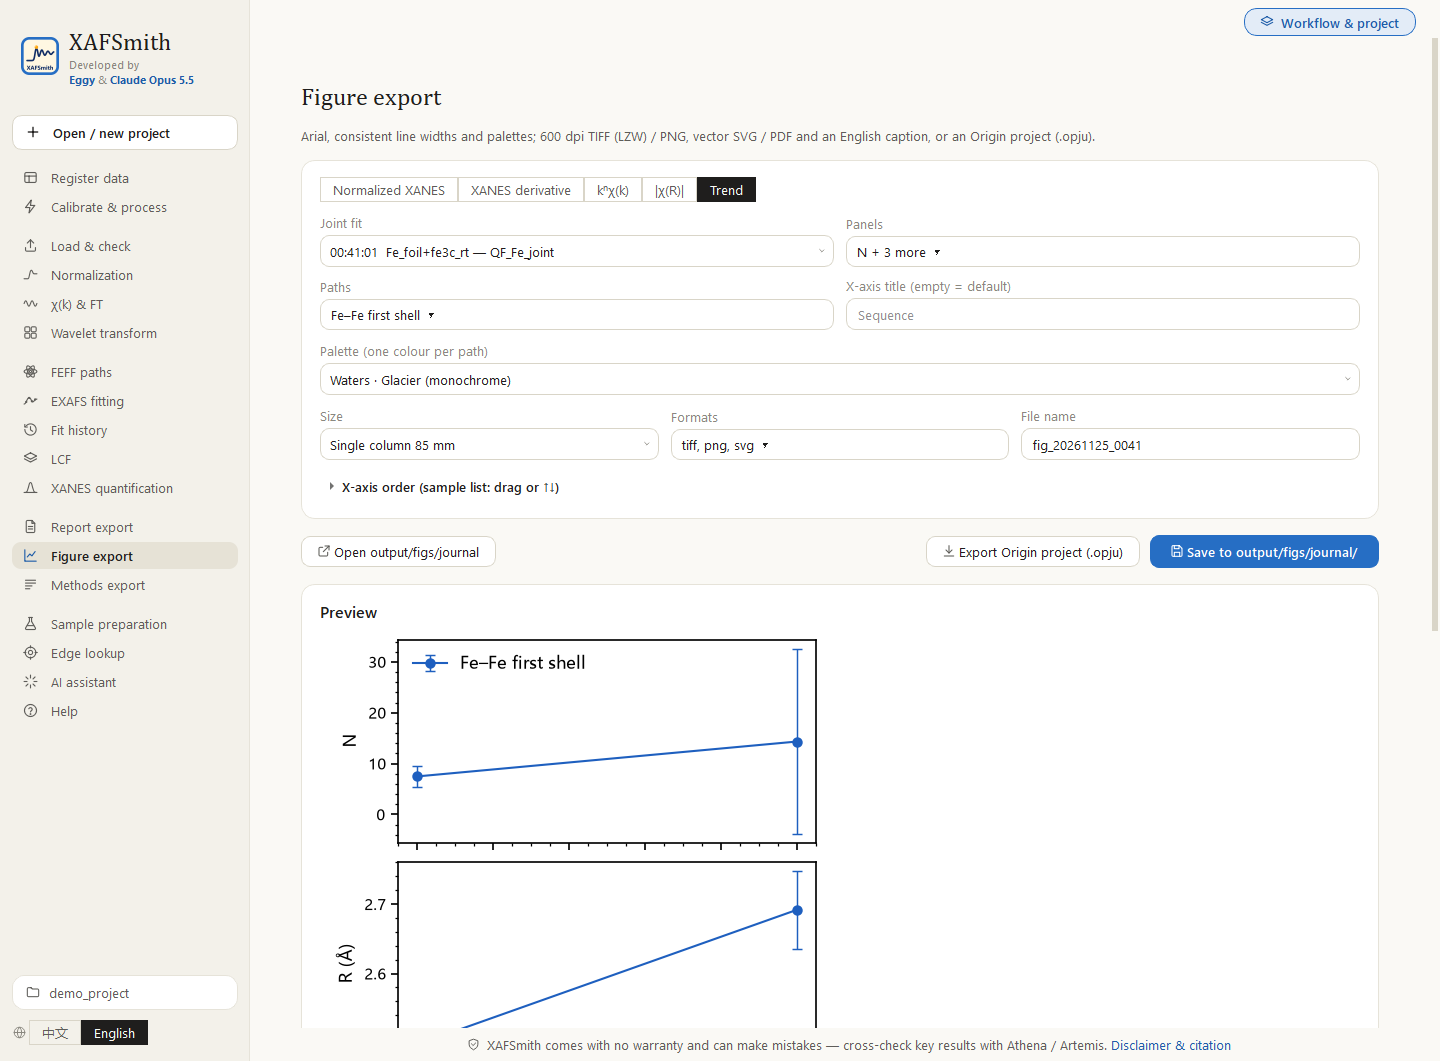 Workflow & project
XAFSmith
XAFSmith
Developed by
Eggy & Claude Opus 5.5
Open / new project
Register data
Calibrate & process
Load & check
Normalization
χ(k) & FT
Wavelet transform
FEFF paths
EXAFS fitting
Fit history
LCF
XANES quantification
Report export
Figure export
Methods export
Sample preparation
Edge lookup
AI assistant
Help
demo_project
中文 English
Figure export
Arial, consistent line widths and palettes; 600 dpi TIFF (LZW) / PNG, vector SVG / PDF and an English caption, or an Origin project (.opju).
Normalized XANES XANES derivative kⁿχ(k) |χ(R)| Trend
Joint fit Panels
00:41:01 Fe_foil+fe3c_rt — QF_Fe_joint N + 3 more
Paths X-axis title (empty = default)
Fe–Fe first shell Sequence
Palette (one colour per path)
Waters · Glacier (monochrome)
Size Formats File name
Single column 85 mm tiff, png, svg fig_20261125_0041
X-axis order (sample list: drag or ↑↓)
Open output/figs/journal Export Origin project (.opju) Save to output/figs/journal/
Preview
Fe–Fe first shell
30
20
10
0
N
2.7
2.6
R (Å)
XAFSmith comes with no warranty and can make mistakes — cross-check key results with Athena / Artemis. Disclaimer & citation